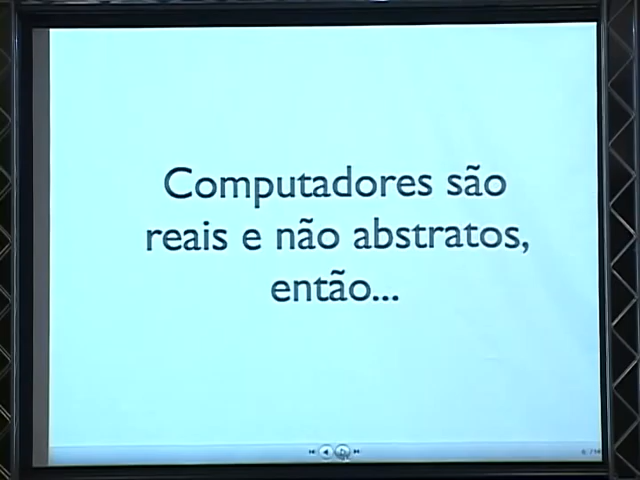 Computadores são
reais e não abstratos,
então...